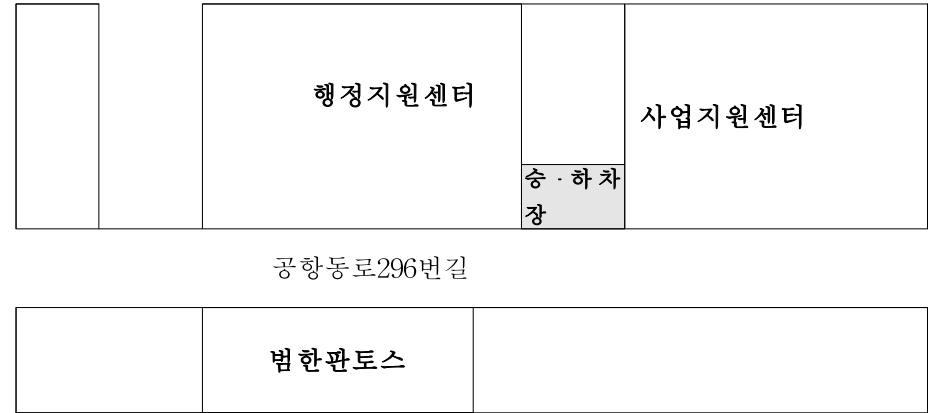 행정지원센터
사업지원센터
승·하차
장
공항동로296번길
범한판토스